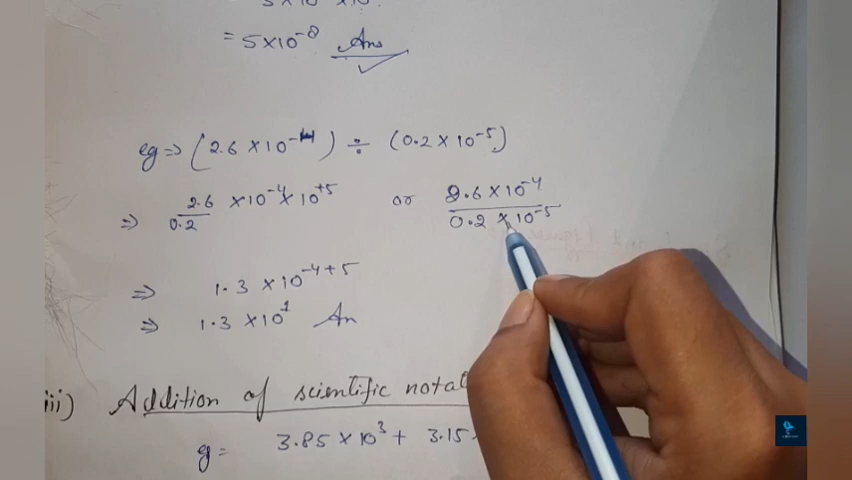 = 5×10⁻⁸ Ans
eg ⇒ (2.6 × 10⁻⁴) ÷ (0.2 × 10⁻⁵)
⇒ 2.6/0.2 × 10⁻⁴ × 10⁺⁵ or 2.6 × 10⁻⁴/0.2 × 10⁻⁵
⇒ 1.3 × 10⁻⁴⁺⁵
⇒ 1.3 × 10¹ An
iii) Addition of scientific notat
g = 3.85 × 10³ + 3.15